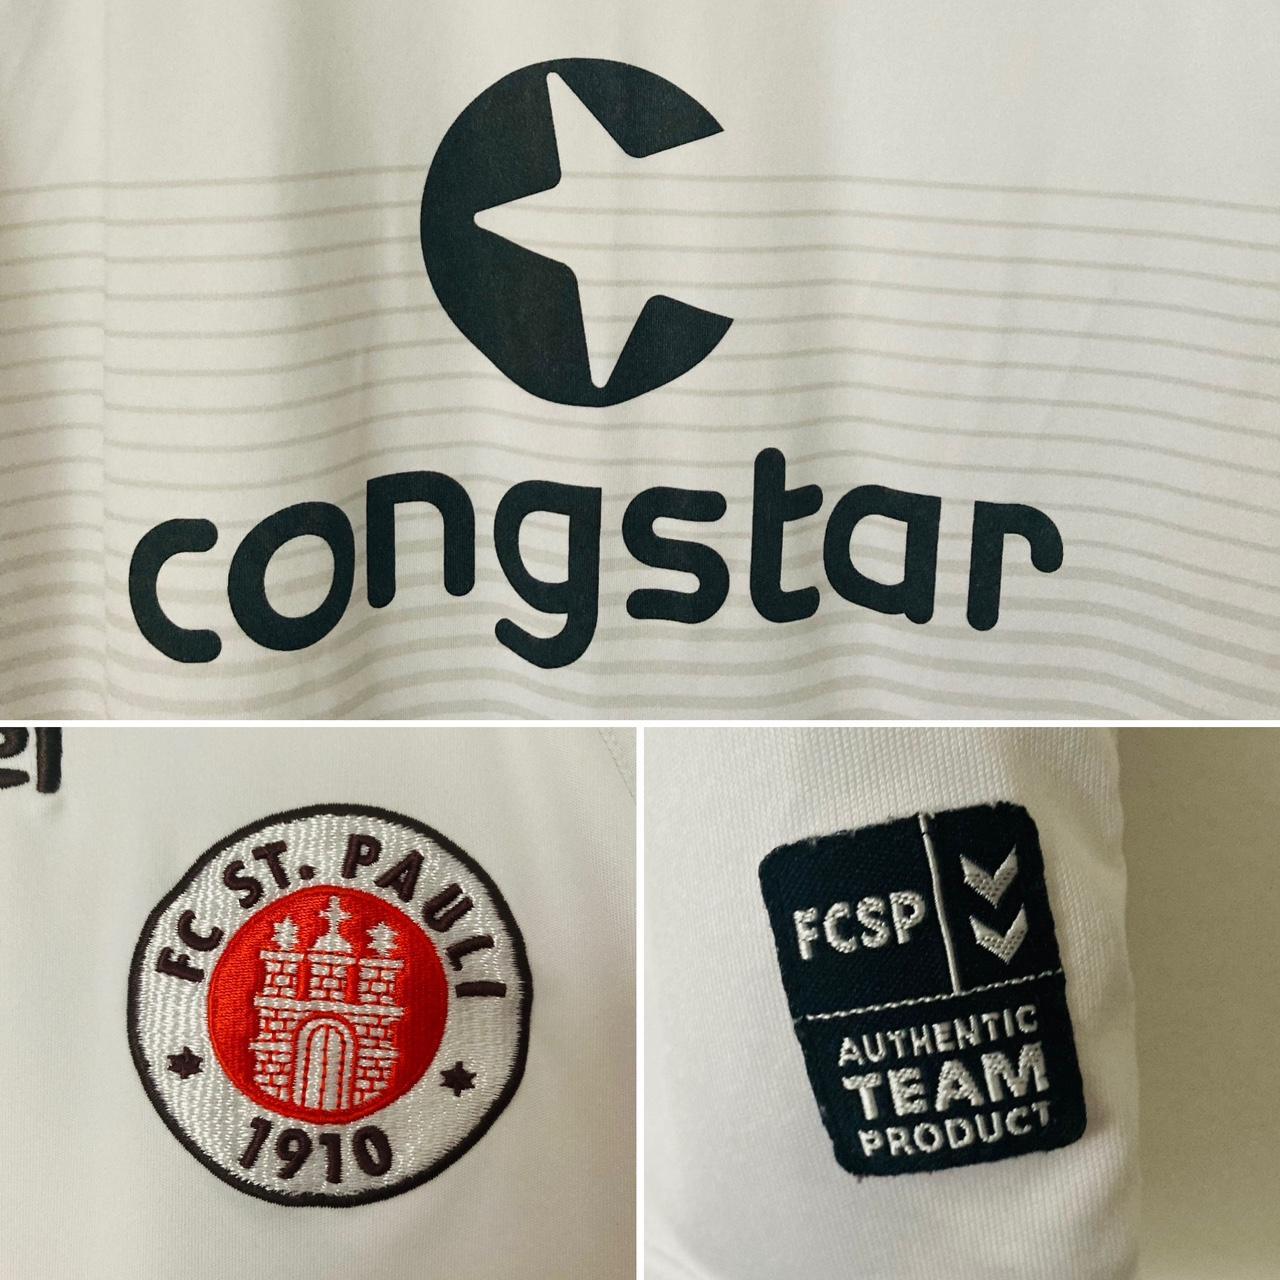 congstar
FC ST. PAULI
1910
FCSP
AUTHENTIC
TEAM
PRODUCT